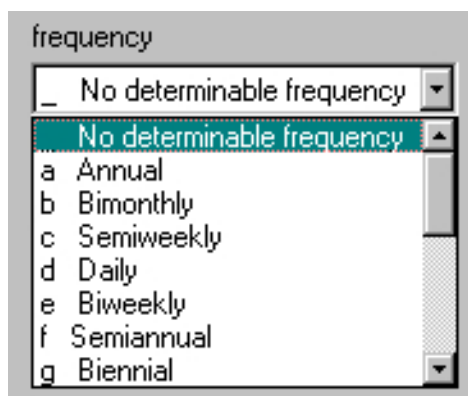 frequency
_ No determinable frequency
_ No determinable frequency
a Annual
b Bimonthly
c Semiweekly
d Daily
e Biweekly
f Semiannual
g Biennial